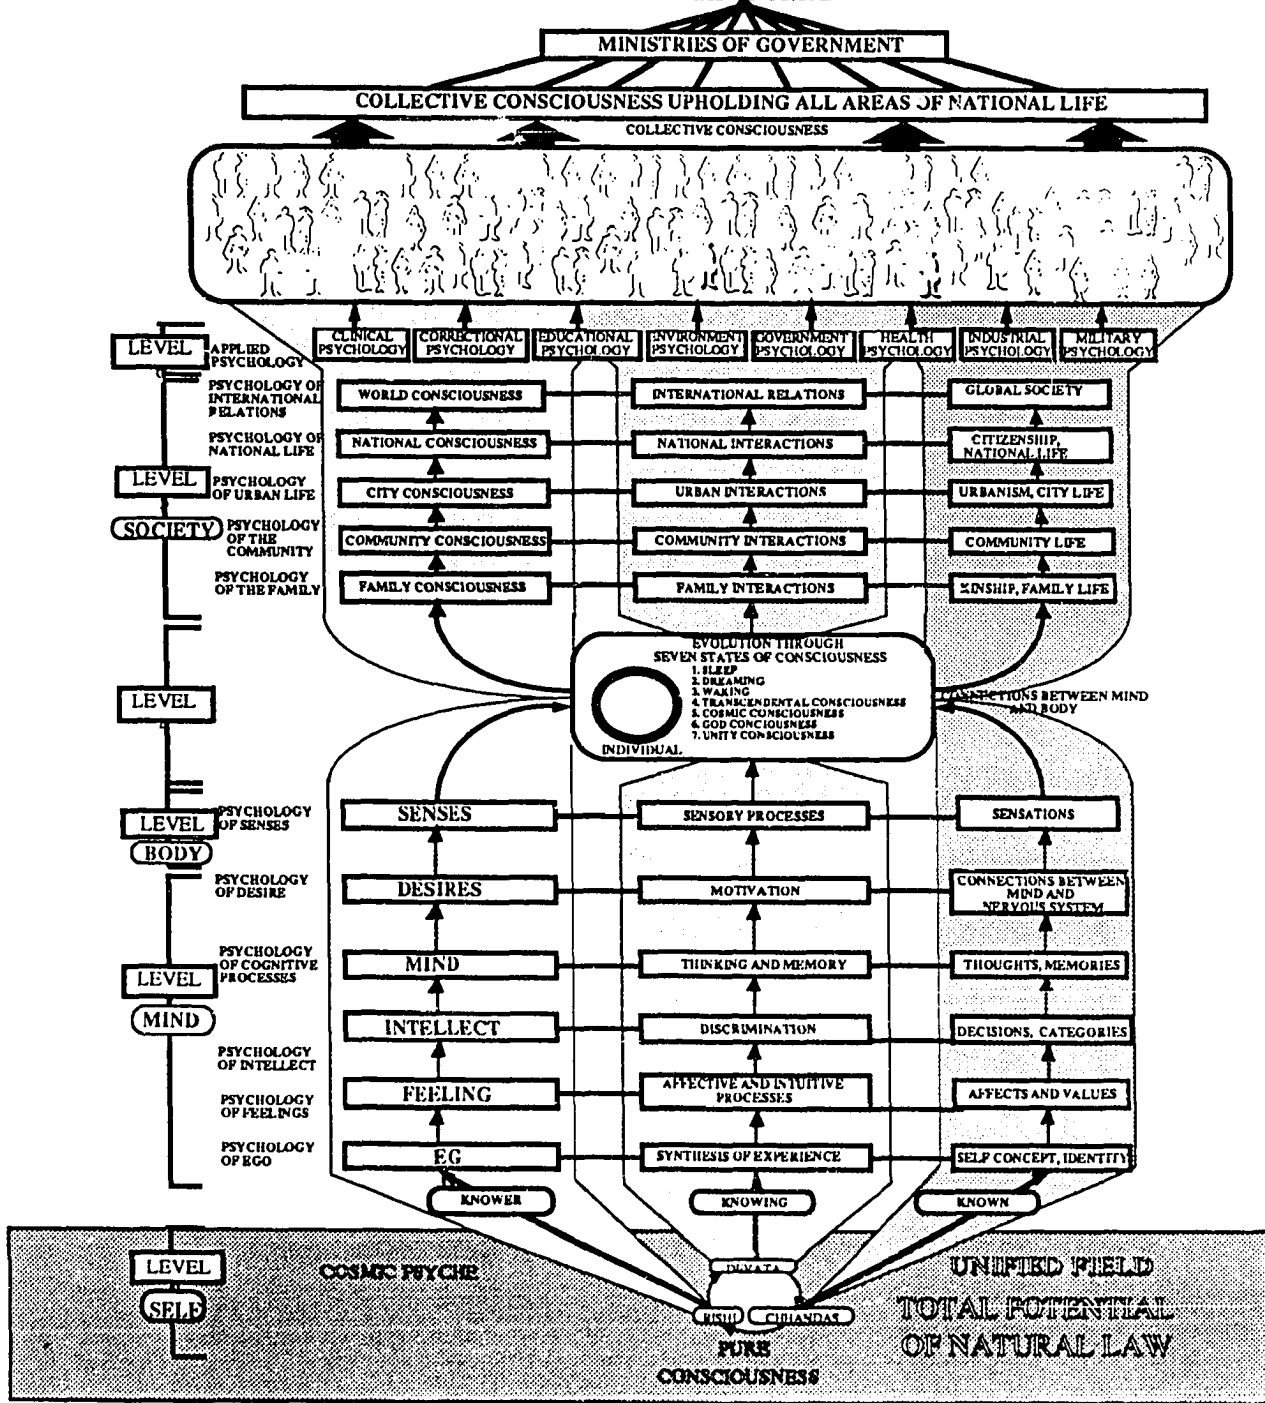 MINISTRIES OF GOVERNMENT
COLLECTIVE CONSCIOUSNESS UPHOLDING ALL AREAS OF NATIONAL LIFE
COLLECTIVE CONSCIOUSNESS
LEVEL
APPLIED
PSYCHOLOGY
CLINICAL
PSYCHOLOGY
CORRECTIONAL
PSYCHOLOGY
EDUCATIONAL
PSYCHOLOGY
ENVIRONMENT
PSYCHOLOGY
GOVERNMENT
PSYCHOLOGY
HEALTH
PSYCHOLOGY
INDUSTRIAL
PSYCHOLOGY
MILITARY
PSYCHOLOGY
PSYCHOLOGY OF
INTERNATIONAL
RELATIONS
WORLD CONSCIOUSNESS
INTERNATIONAL RELATIONS
GLOBAL SOCIETY
PSYCHOLOGY OF
NATIONAL LIFE
NATIONAL CONSCIOUSNESS
NATIONAL INTERACTIONS
CITIZENSHIP,
NATIONAL LIFE
LEVEL
PSYCHOLOGY
OF URBAN LIFE
CITY CONSCIOUSNESS
URBAN INTERACTIONS
URBANISM, CITY LIFE
SOCIETY
PSYCHOLOGY
OF THE
COMMUNITY
COMMUNITY CONSCIOUSNESS
COMMUNITY INTERACTIONS
COMMUNITY LIFE
PSYCHOLOGY
OF THE FAMILY
FAMILY CONSCIOUSNESS
FAMILY INTERACTIONS
KINSHIP, FAMILY LIFE
EVOLUTION THROUGH
SEVEN STATES OF CONSCIOUSNESS
1. SLEEP
2. DREAMING
3. WAKING
4. TRANSCENDENTAL CONSCIOUSNESS
5. COSMIC CONSCIOUSNESS
6. GOD CONCIOUSNESS
7. UNITY CONSCIOUSNESS
INDIVIDUAL
LEVEL
CONNECTIONS BETWEEN MIND
AND BODY
PSYCHOLOGY
OF SENSES
LEVEL
BODY
SENSES
SENSORY PROCESSES
SENSATIONS
PSYCHOLOGY
OF DESIRE
DESIRES
MOTIVATION
CONNECTIONS BETWEEN
MIND AND
NERVOUS SYSTEM
PSYCHOLOGY
OF COGNITIVE
PROCESSES
LEVEL
MIND
MIND
THINKING AND MEMORY
THOUGHTS, MEMORIES
INTELLECT
DISCRIMINATION
DECISIONS, CATEGORIES
PSYCHOLOGY
OF INTELLECT
FEELING
AFFECTIVE AND INTUITIVE
PROCESSES
AFFECTS AND VALUES
PSYCHOLOGY
OF FEELINGS
PSYCHOLOGY
OF EGO
EG
SYNTHESIS OF EXPERIENCE
SELF CONCEPT, IDENTITY
KNOWER
KNOWING
KNOWN
LEVEL
SELF
COSMIC PSYCHE
DEVATA
RISHI
CHHANDAS
PURE
CONSCIOUSNESS
UNIFIED FIELD
TOTAL POTENTIAL
OF NATURAL LAW